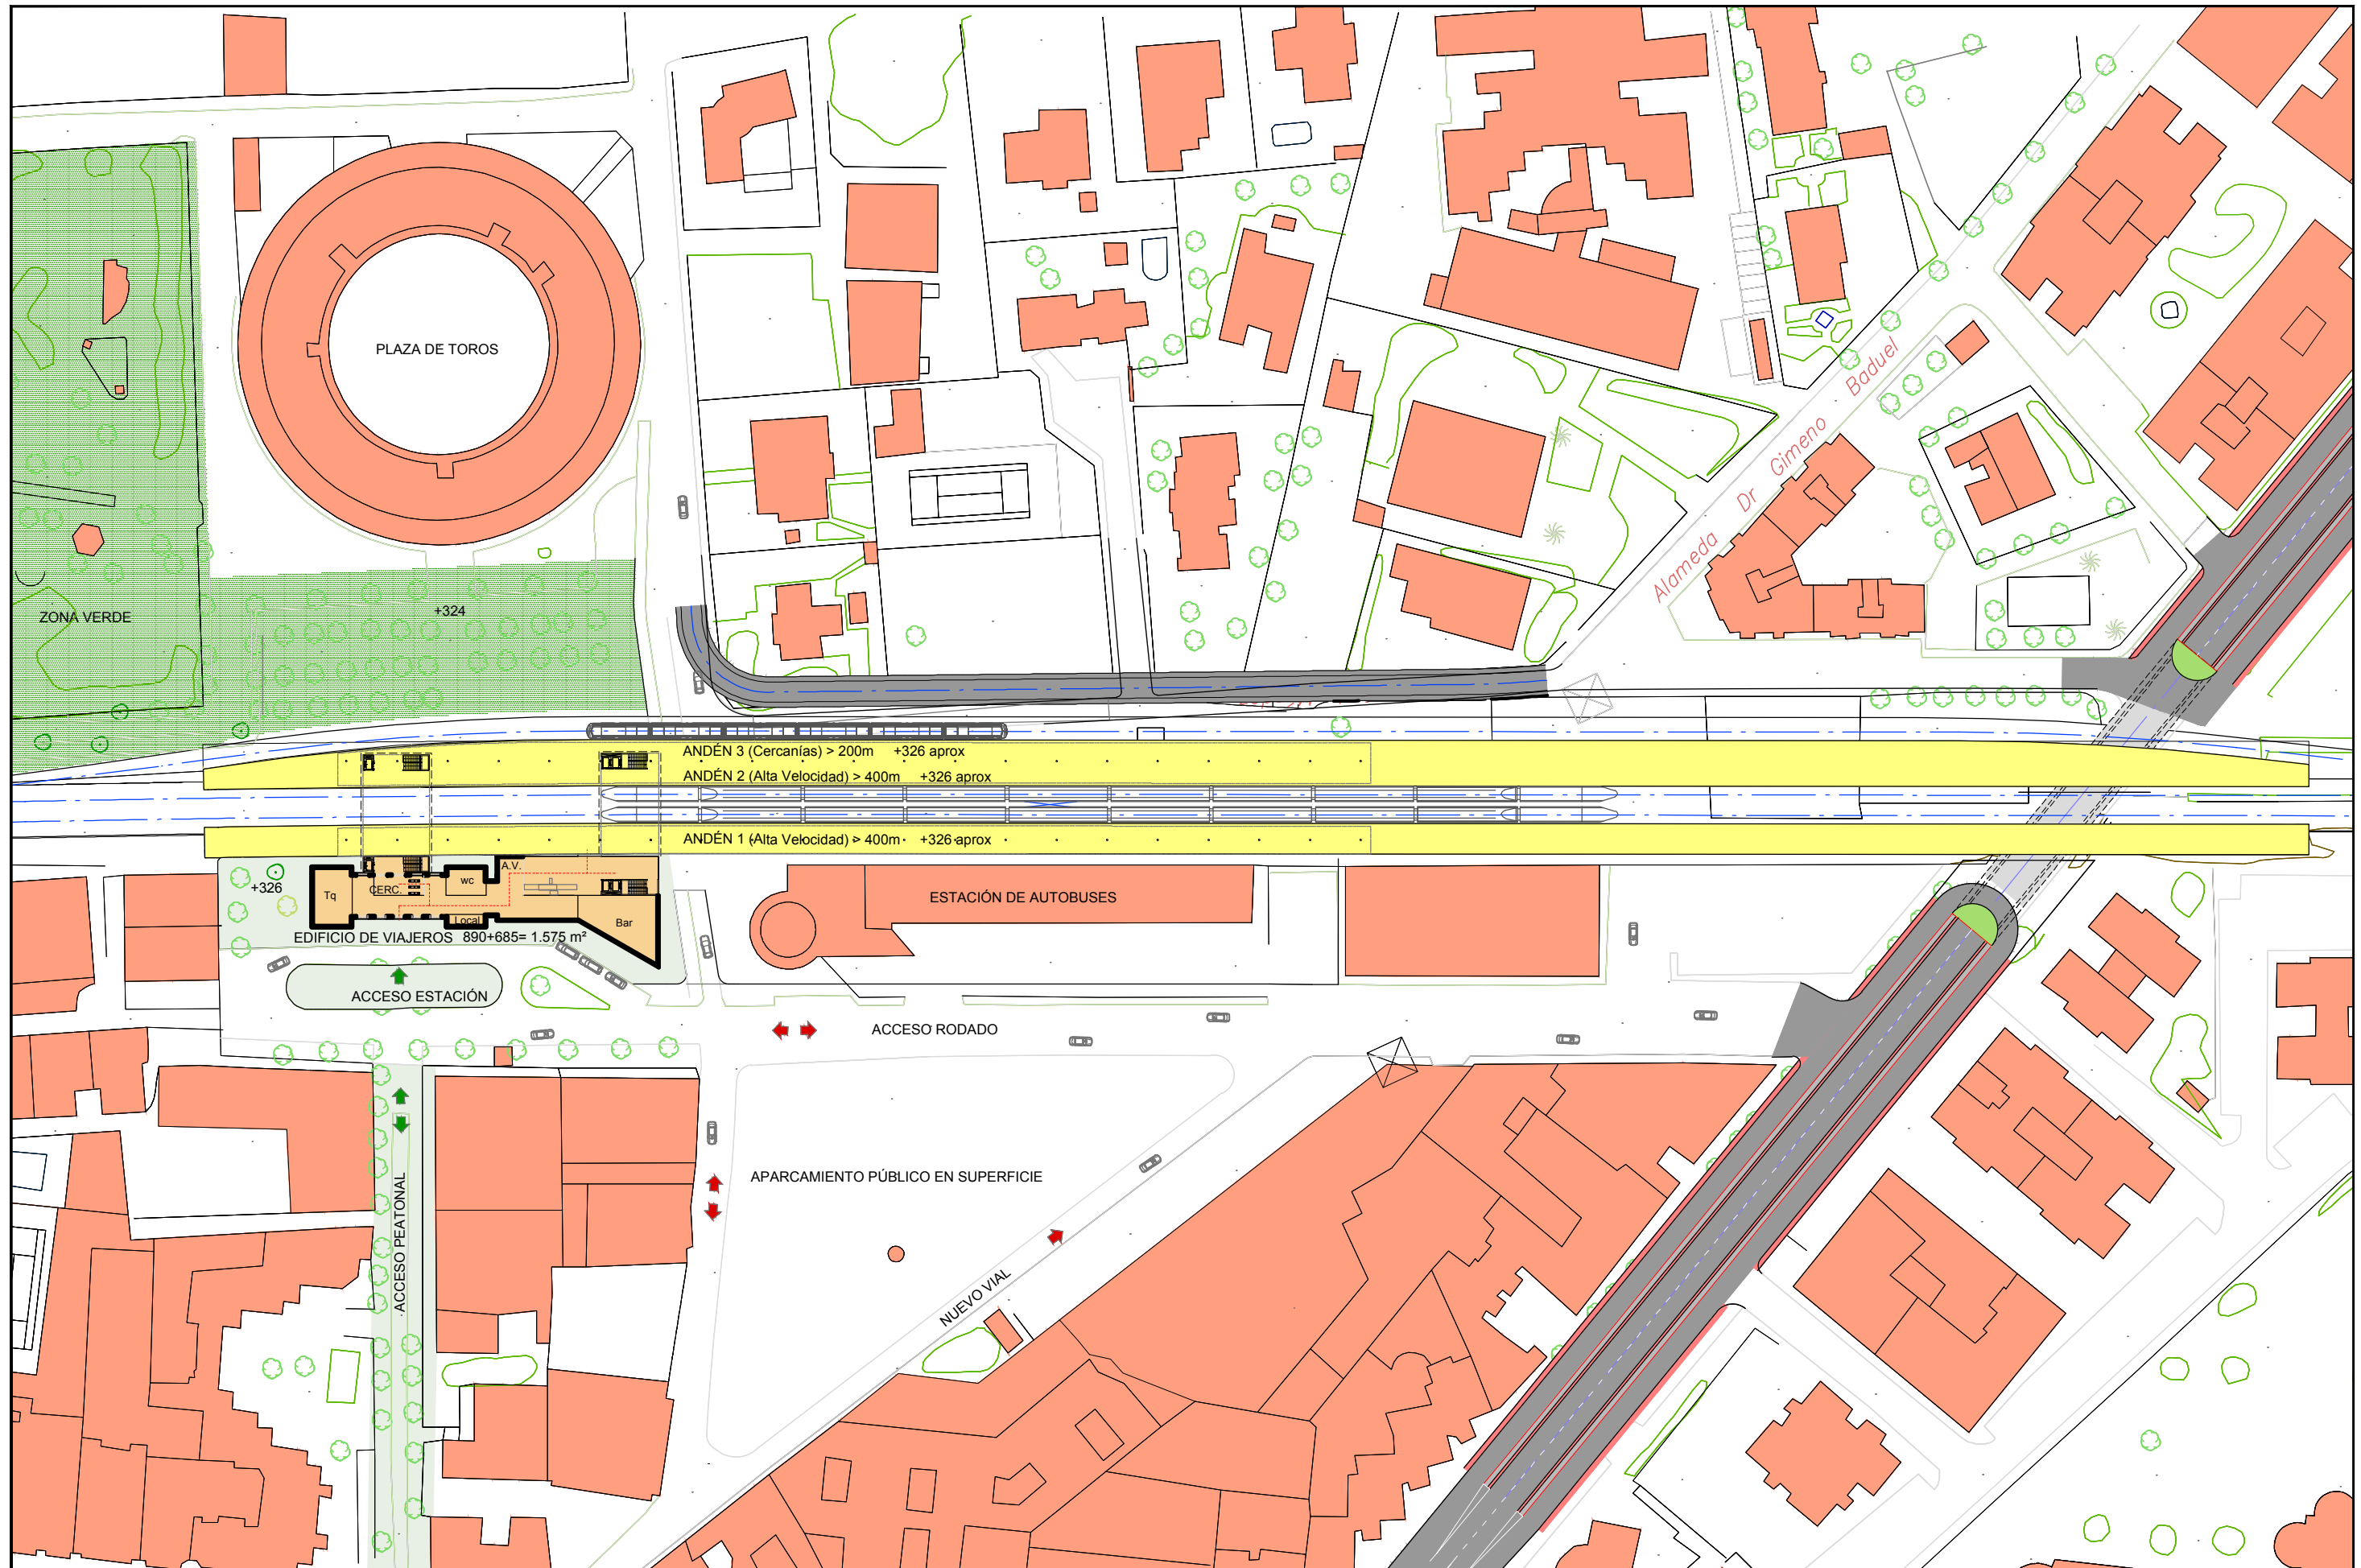 PLAZA DE TOROS
Alameda Dr Gimeno Baduel
ZONA VERDE
+324
ANDÉN 3 (Cercanías) > 200m +326 aprox
ANDÉN 2 (Alta Velocidad) > 400m +326 aprox
ANDÉN 1 (Alta Velocidad) > 400m +326 aprox
+326
Tq
CERC.
wc
A.V.
Local
Bar
EDIFICIO DE VIAJEROS 890+685= 1.575 m²
ESTACIÓN DE AUTOBUSES
ACCESO ESTACIÓN
ACCESO RODADO
ACCESO PEATONAL
APARCAMIENTO PÚBLICO EN SUPERFICIE
NUEVO VIAL